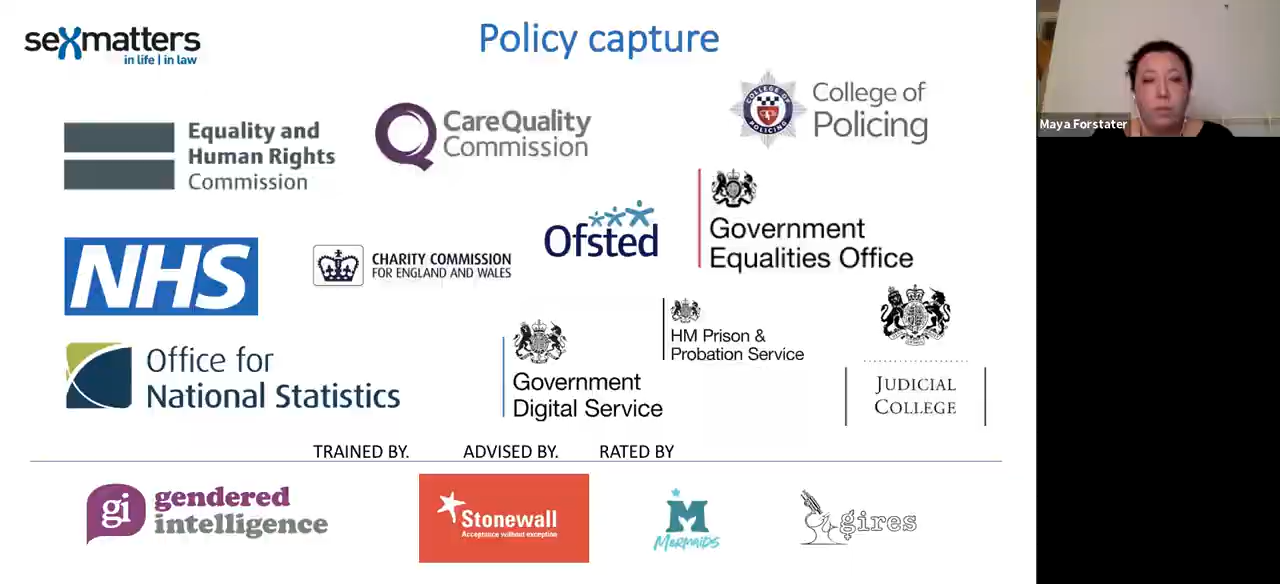 sexmatters
in life | in law
Policy capture
Maya Forstater
Equality and
Human Rights
Commission
CareQuality
Commission
COLLEGE OF
POLICING
College of
Policing
NHS
CHARITY COMMISSION
FOR ENGLAND AND WALES
Ofsted
Government
Equalities Office
Office for
National Statistics
Government
Digital Service
HM Prison &
Probation Service
JUDICIAL
COLLEGE
TRAINED BY. ADVISED BY. RATED BY
gi
gendered
intelligence
Stonewall
Acceptance without exception
M
MERMAIDS
gires